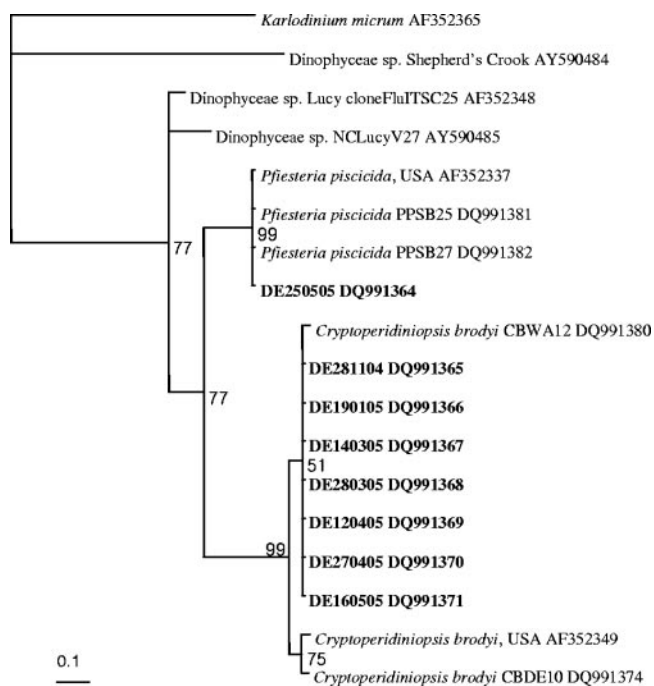 Karlodinium micrum AF352365
Dinophyceae sp. Shepherd's Crook AY590484
Dinophyceae sp. Lucy cloneFluITSC25 AF352348
Dinophyceae sp. NCLucyV27 AY590485
Pfiesteria piscicida, USA AF352337
Pfiesteria piscicida PPSB25 DQ991381
99
77
Pfiesteria piscicida PPSB27 DQ991382
DE250505 DQ991364
Cryptoperidiniopsis brodyi CBWA12 DQ991380
DE281104 DQ991365
77
DE190105 DQ991366
DE140305 DQ991367
51
DE280305 DQ991368
DE120405 DQ991369
99
DE270405 DQ991370
DE160505 DQ991371
Cryptoperidiniopsis brodyi, USA AF352349
75
0.1
Cryptoperidiniopsis brodyi CBDE10 DQ991374